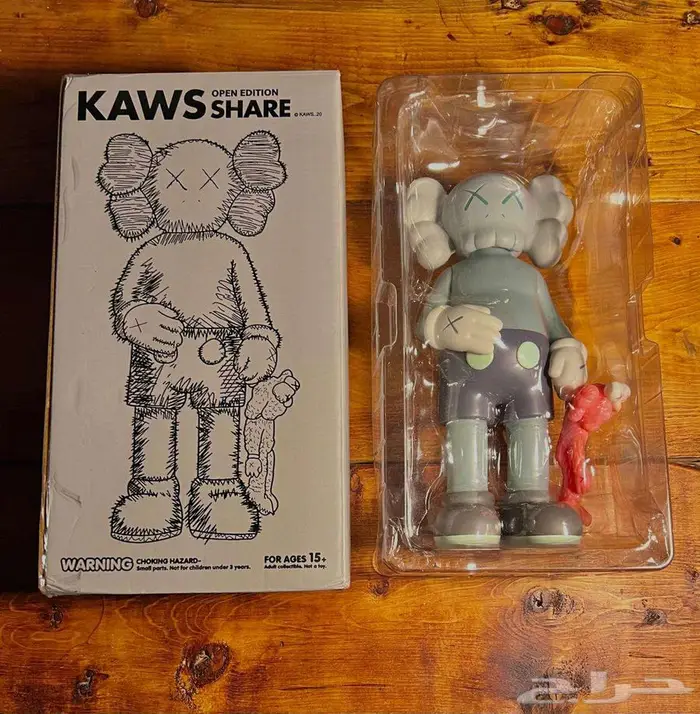 KAWS OPEN EDITION
SHARE © KAWS..20
WARNING CHOKING HAZARD–
Small parts. Not for children under 3 years.
FOR AGES 15+
Adult collectible. Not a toy.
حراج